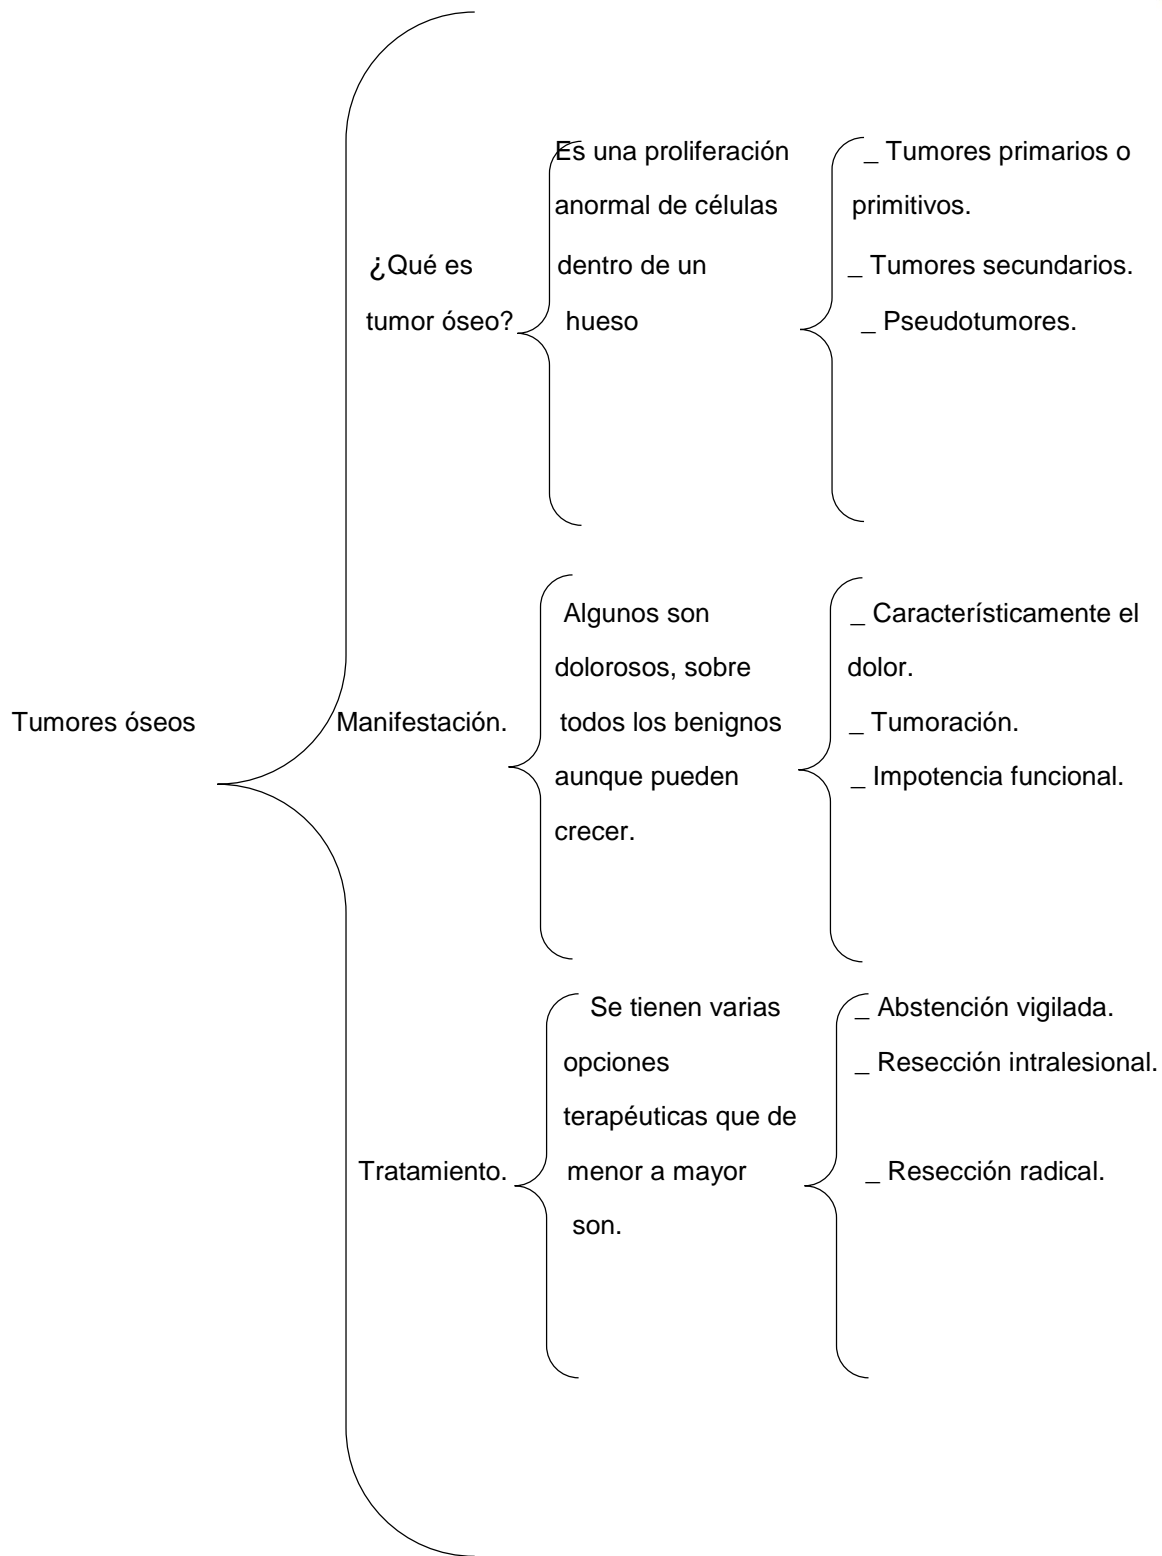 Tumores óseos
¿Qué es
tumor óseo?
Es una proliferación
anormal de células
dentro de un
hueso
_ Tumores primarios o
primitivos.
_ Tumores secundarios.
_ Pseudotumores.
Manifestación.
Algunos son
dolorosos, sobre
todos los benignos
aunque pueden
crecer.
_ Característicamente el
dolor.
_ Tumoración.
_ Impotencia funcional.
Tratamiento.
Se tienen varias
opciones
terapéuticas que de
menor a mayor
son.
_ Abstención vigilada.
_ Resección intralesional.
_ Resección radical.